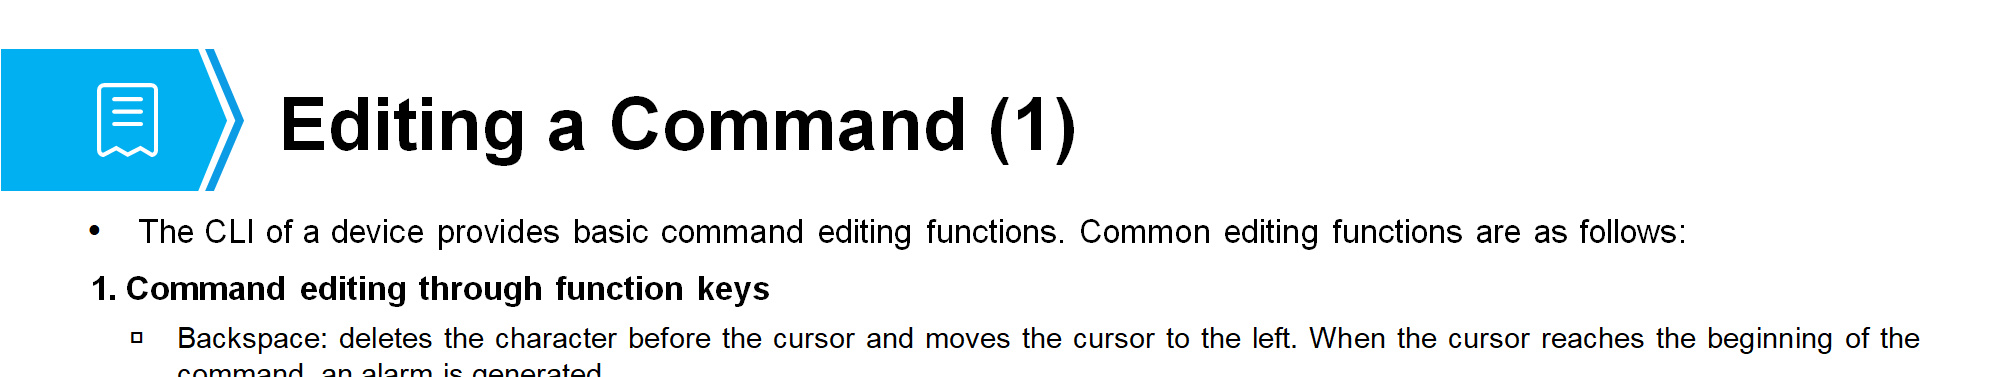 Editing a Command (1)
• The CLI of a device provides basic command editing functions. Common editing functions are as follows:
1. Command editing through function keys
▫ Backspace: deletes the character before the cursor and moves the cursor to the left. When the cursor reaches the beginning of the
command, an alarm is generated.